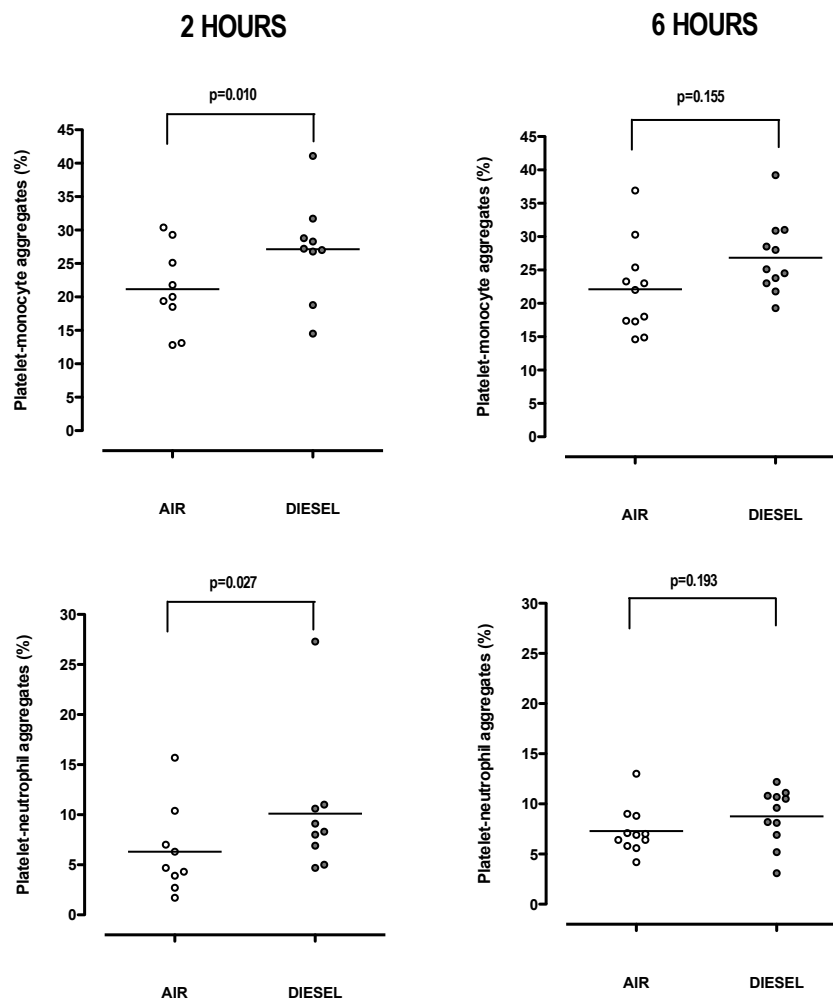 2 HOURS
6 HOURS
p=0.010
Platelet-monocyte aggregates (%)
45
40
35
30
25
20
15
10
5
0
AIR
DIESEL
p=0.155
Platelet-monocyte aggregates (%)
45
40
35
30
25
20
15
10
5
0
AIR
DIESEL
p=0.027
Platelet-neutrophil aggregates (%)
30
25
20
15
10
5
0
AIR
DIESEL
p=0.193
Platelet-neutrophil aggregates (%)
30
25
20
15
10
5
0
AIR
DIESEL